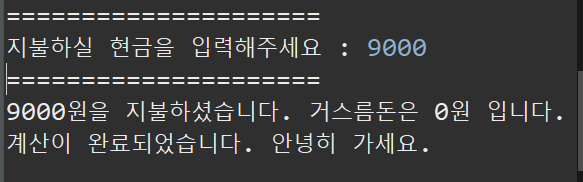 =====================
지불하실 현금을 입력해주세요 : 9000
=====================
9000원을 지불하셨습니다. 거스름돈은 0원 입니다.
계산이 완료되었습니다. 안녕히 가세요.